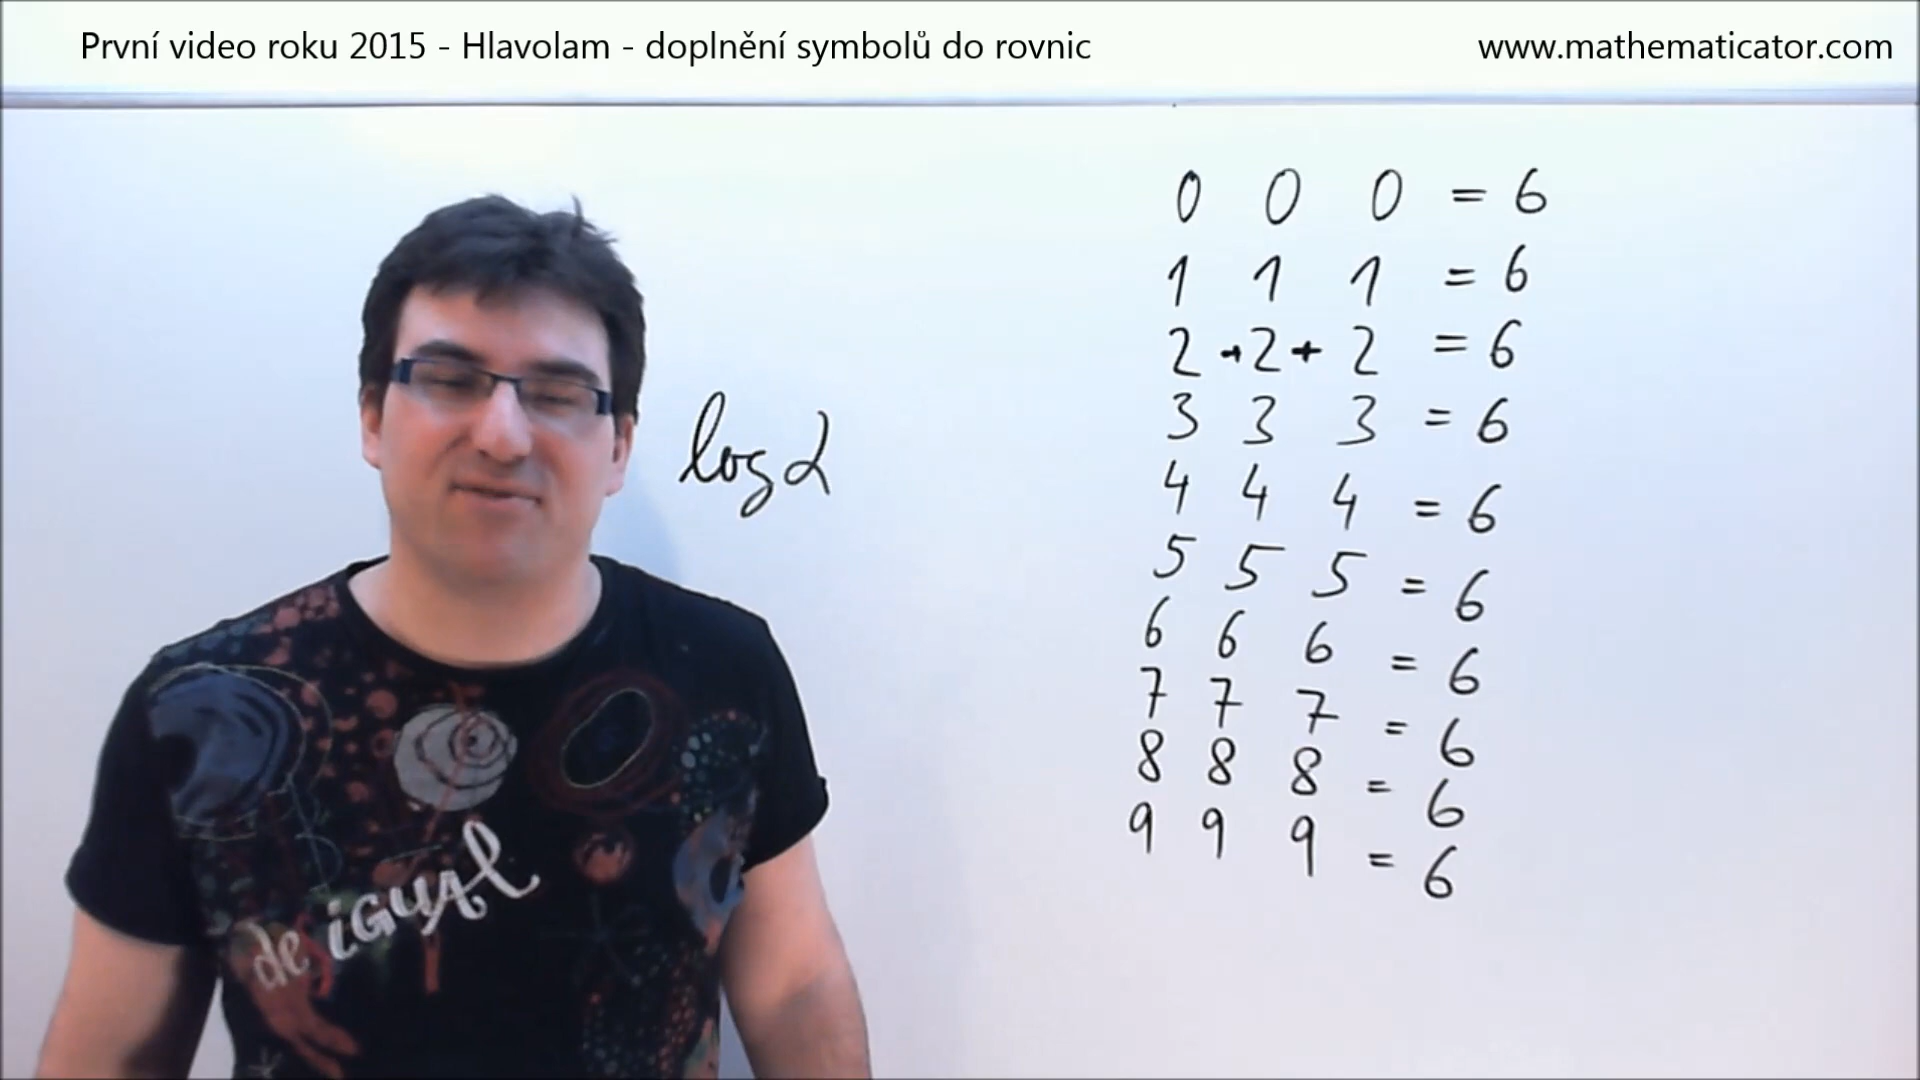 První video roku 2015 - Hlavolam - doplnění symbolů do rovnic
www.mathematicator.com
0 0 0 = 6
1 1 1 = 6
2 + 2 + 2 = 6
3 3 3 = 6
log 2
4 4 4 = 6
5 5 5 = 6
6 6 6 = 6
7 7 7 = 6
8 8 8 = 6
9 9 9 = 6
de igual